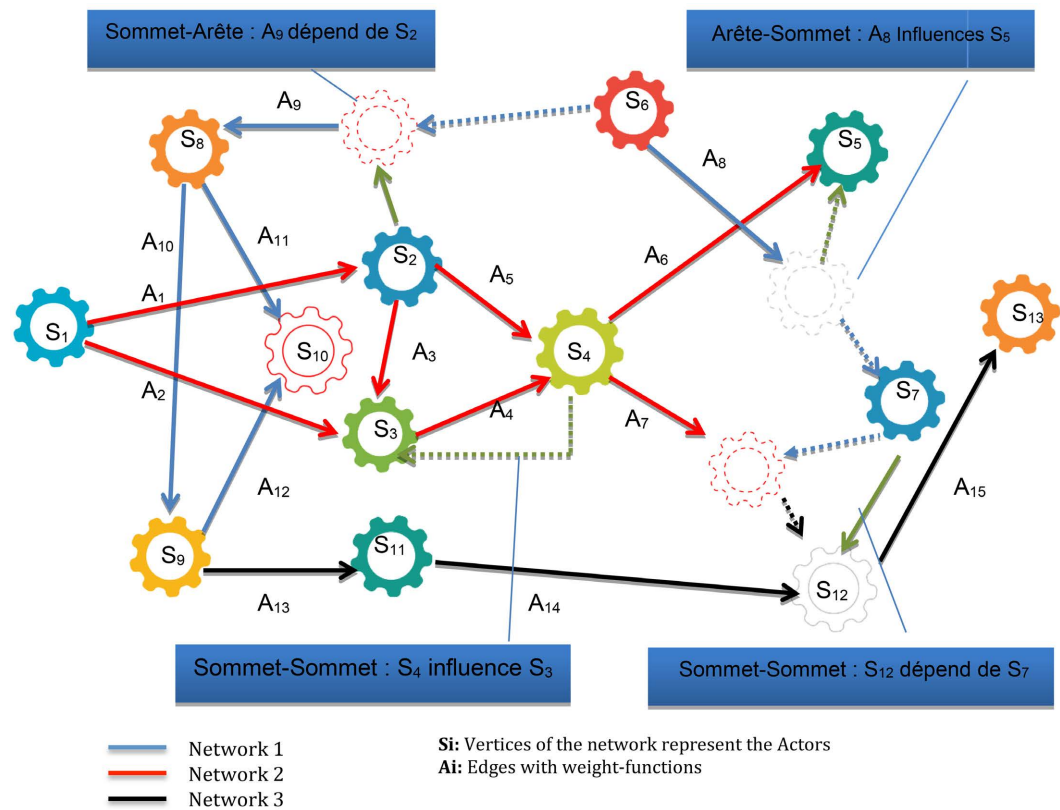 Sommet-Arête : A₉ dépend de S₂
Arête-Sommet : A₈ Influences S₅
A₉
S₆
S₈
A₈
S₅
A₁₀
A₁₁
S₂
A₅
A₆
A₁
S₁
S₁₀
A₃
S₄
S₁₃
A₂
S₃
A₄
A₇
S₇
A₁₂
A₁₅
S₉
S₁₁
S₁₂
A₁₃
A₁₄
Sommet-Sommet : S₄ influence S₃
Sommet-Sommet : S₁₂ dépend de S₇
Network 1
Network 2
Network 3
Si: Vertices of the network represent the Actors
Ai: Edges with weight-functions